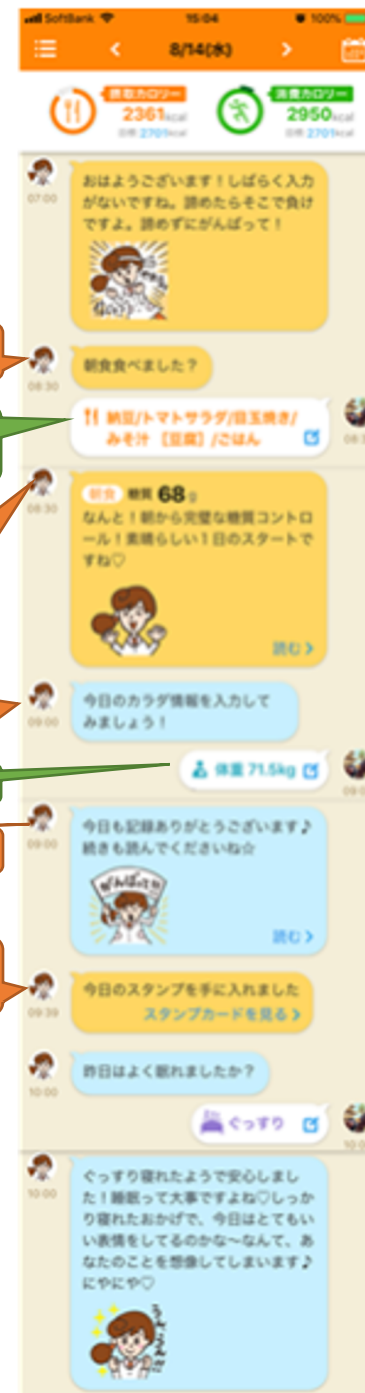 SoftBank 15:04 100%
8/14(水)
摂取カロリー
2361kcal
目標:2701kcal
消費カロリー
2950kcal
目標:2701kcal
07:00
おはようございます！しばらく入力
がないですね。諦めたらそこで負け
ですよ。諦めずにがんばって！
08:30
朝食食べました？
納豆/トマトサラダ/目玉焼き/
みそ汁 [豆腐]/ごはん
08:30
朝食 糖質 68g
なんと！朝から完璧な糖質コントロ
ール！素晴らしい１日のスタートで
すね♡
読む >
09:00
今日のカラダ情報を入力して
みましょう！
体重 71.5kg
09:00
今日も記録ありがとうございます♪
続きも読んでくださいね☆
がんばって!!
読む >
09:39
今日のスタンプを手に入れました
スタンプカードを見る >
10:00
昨日はよく眠れましたか？
ぐっすり
10:00
ぐっすり寝れたようで安心しまし
た！睡眠って大事ですよね♡しっか
り寝れたおかげで、今日はとてもい
い表情をしてるのかな〜なんて、あ
なたのことを想像してしまいます♪
にやにや♡